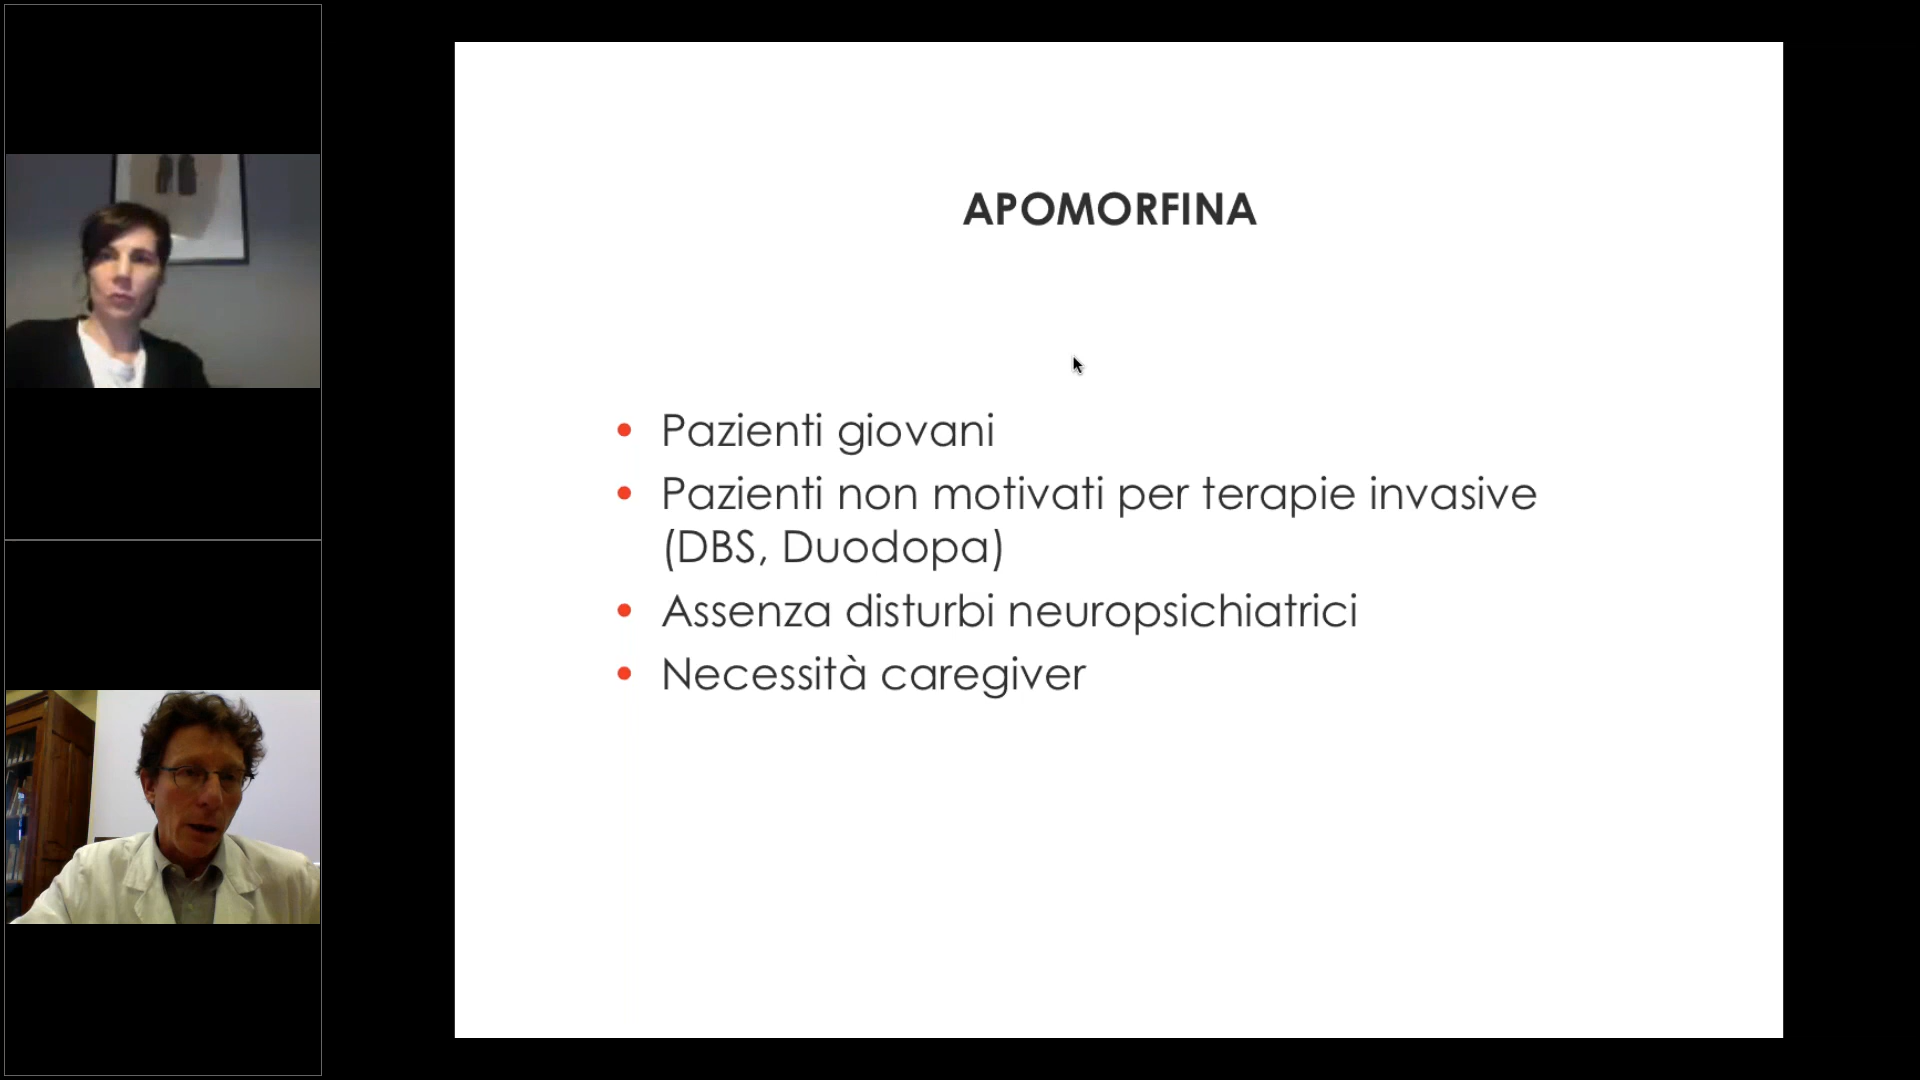 APOMORFINA
• Pazienti giovani
• Pazienti non motivati per terapie invasive
(DBS, Duodopa)
• Assenza disturbi neuropsichiatrici
• Necessità caregiver